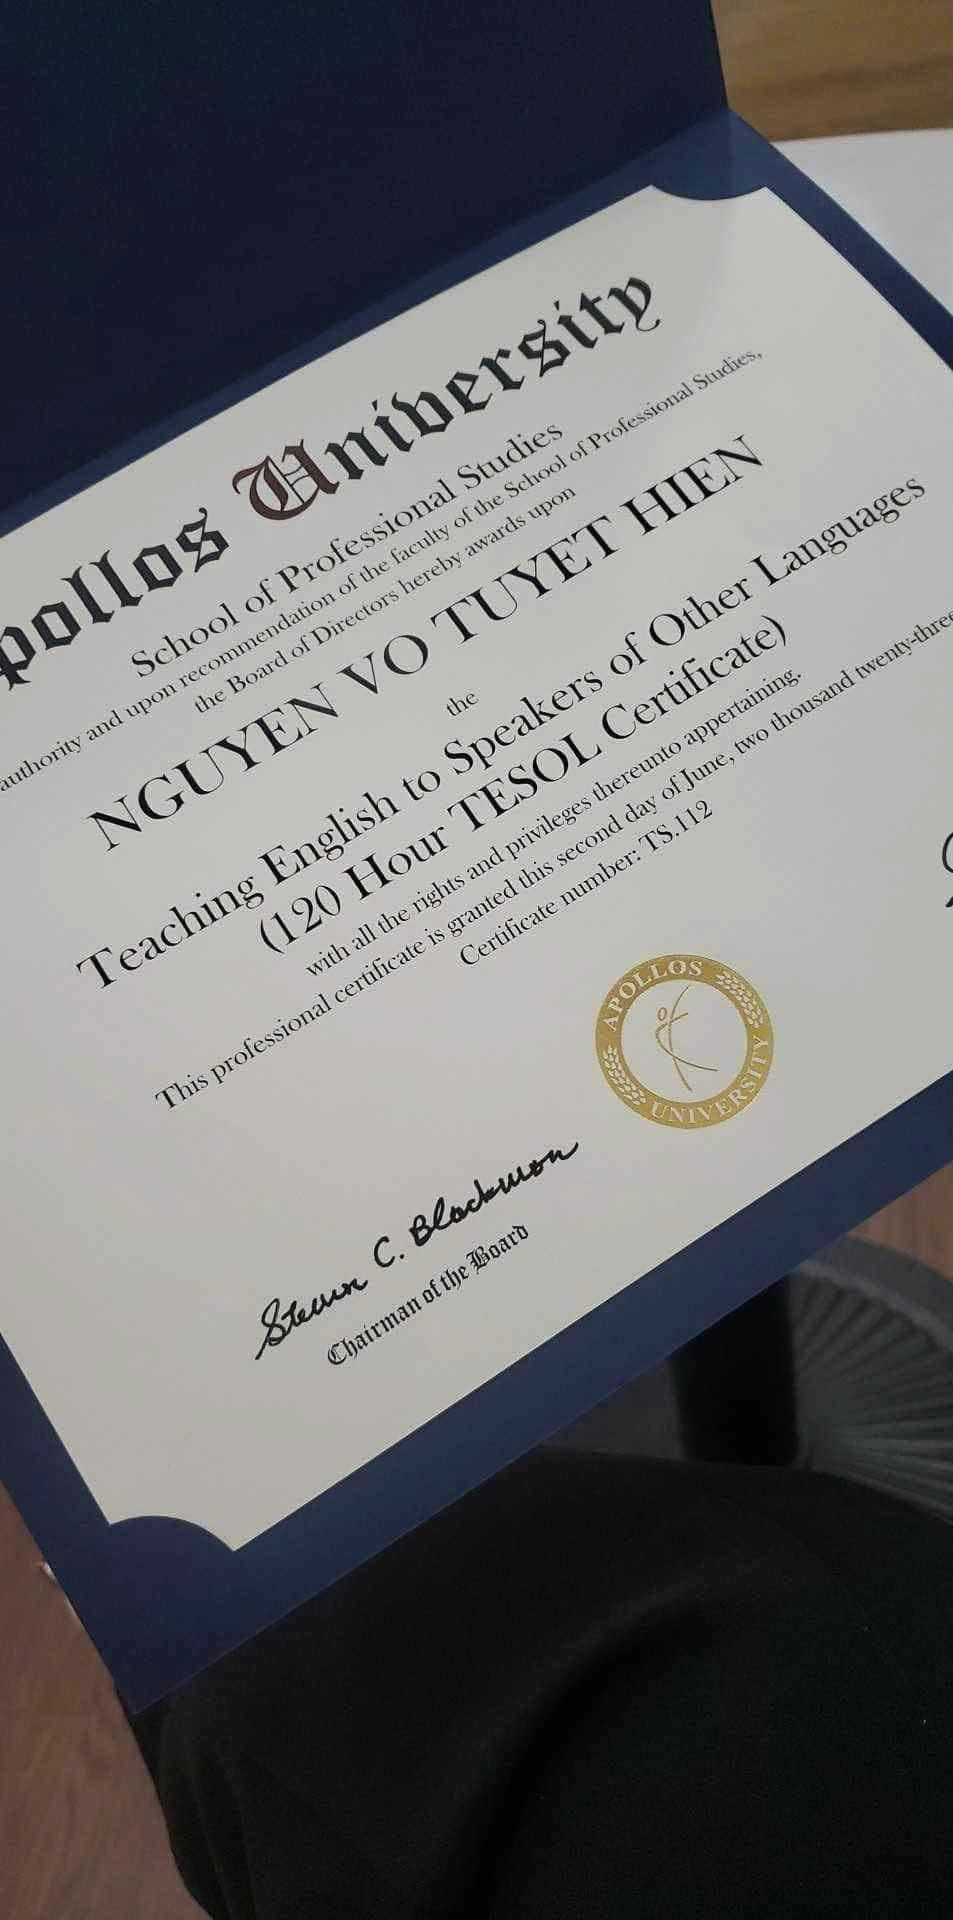 pollos University
School of Professional Studies
authority and upon recommendation of the faculty of the School of Professional Studies,
the Board of Directors hereby awards upon
NGUYEN VO TUYET HIEN
the
Teaching English to Speakers of Other Languages
(120 Hour TESOL Certificate)
with all the rights and privileges thereunto appertaining.
This professional certificate is granted this second day of June, two thousand twenty-three
Certificate number: TS.112
APOLLOS
UNIVERSITY
Steven C. Blackmon
Chairman of the Board